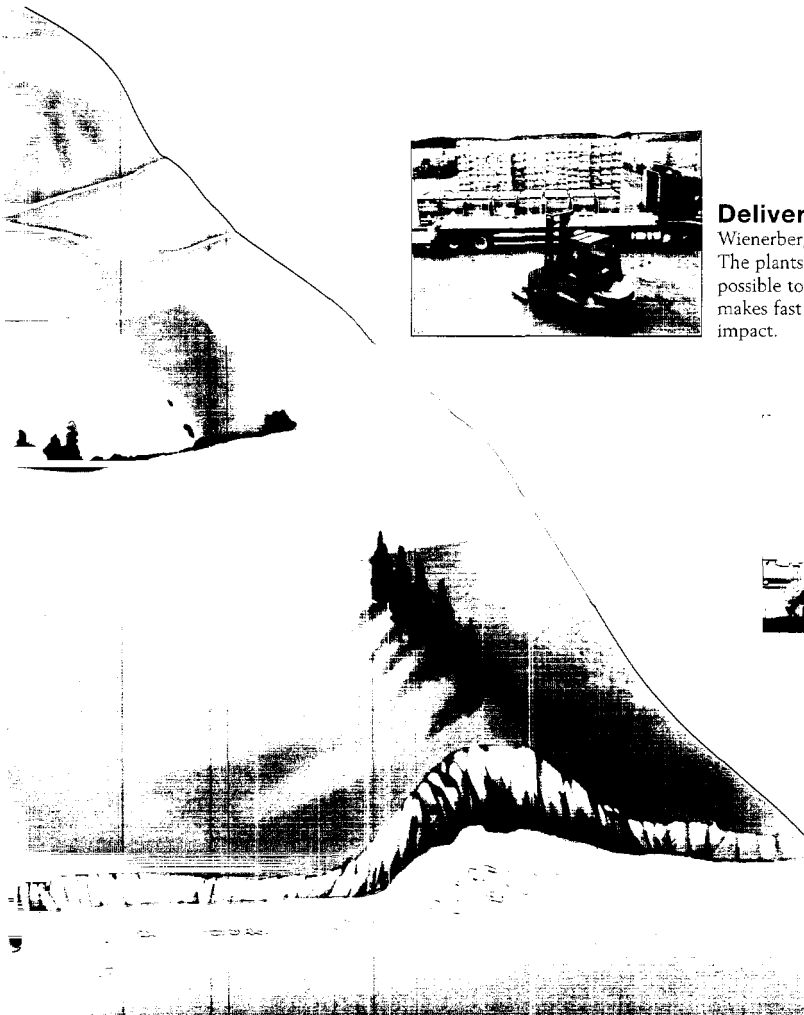 Deliver
Wienerber
The plants
possible to
makes fast
impact.